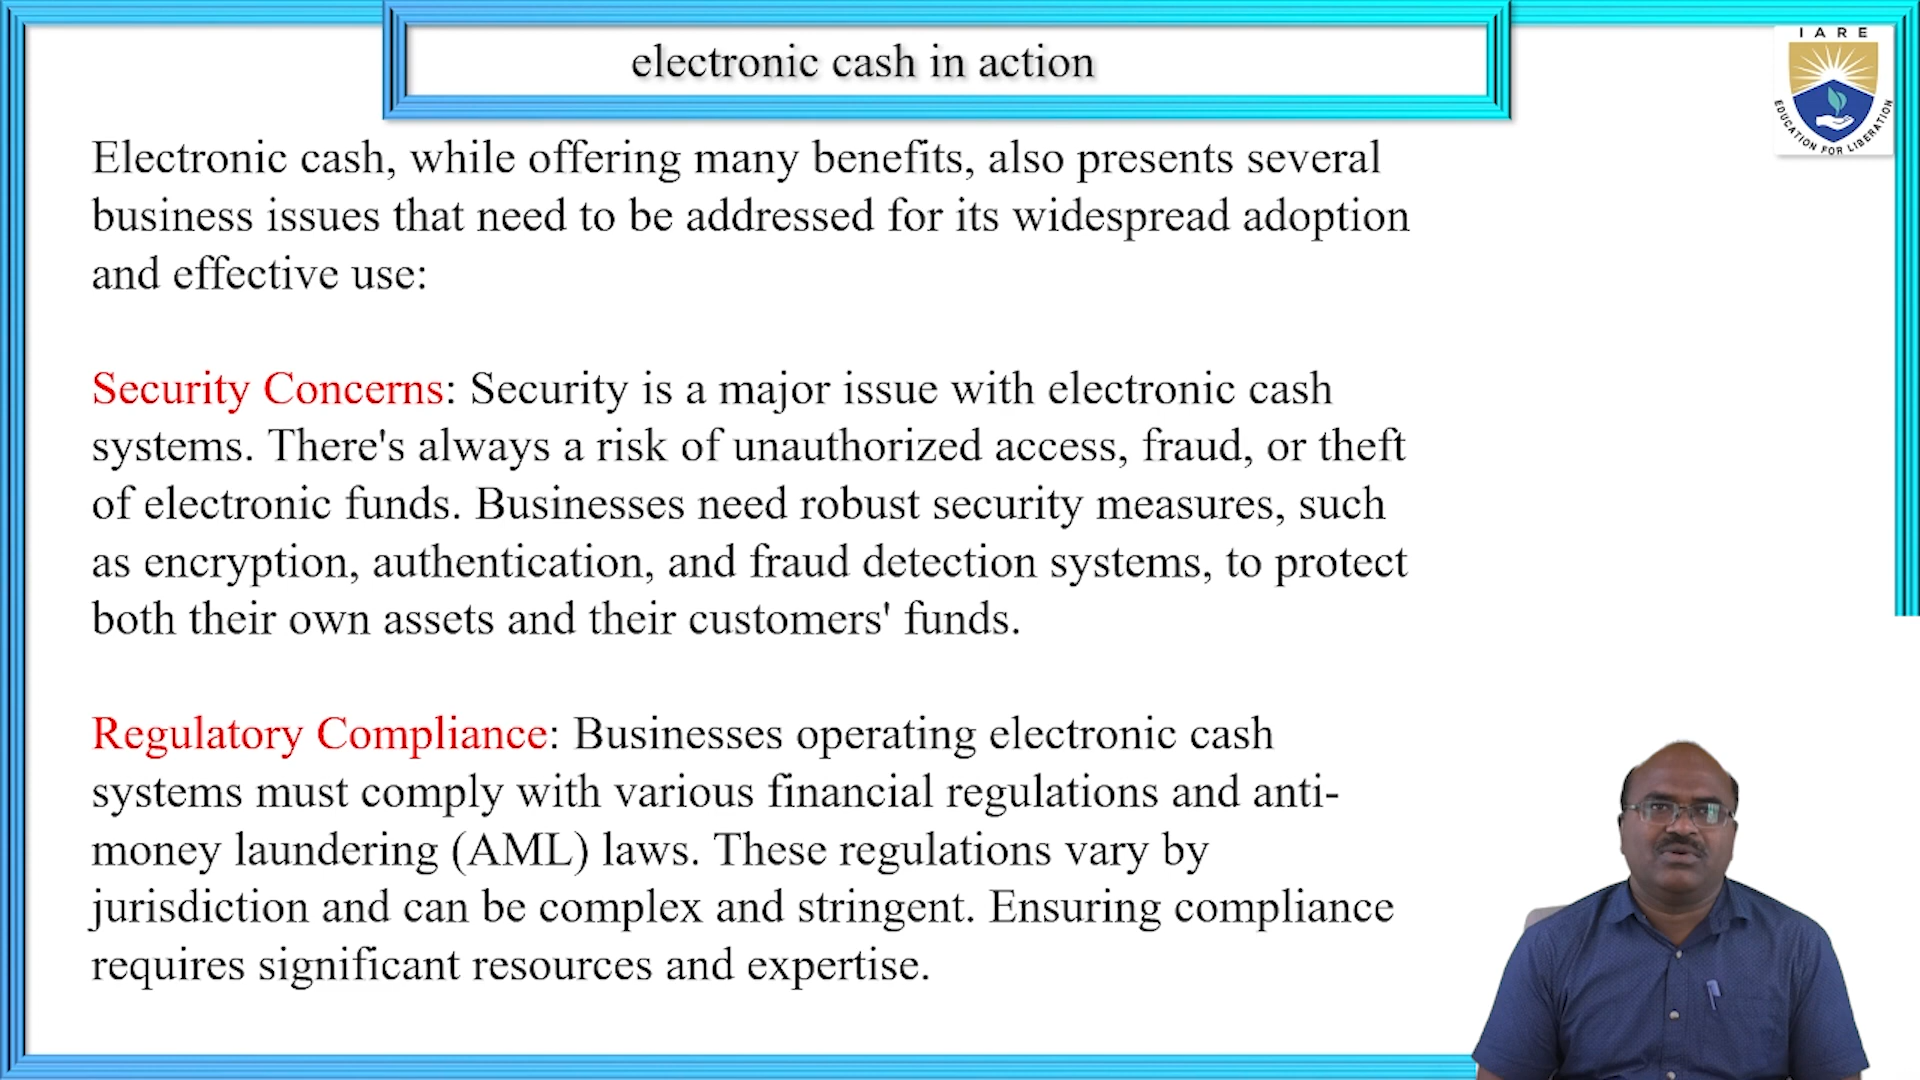 electronic cash in action
IARE
EDUCATION FOR LIBERATION
Electronic cash, while offering many benefits, also presents several
business issues that need to be addressed for its widespread adoption
and effective use:
Security Concerns: Security is a major issue with electronic cash
systems. There's always a risk of unauthorized access, fraud, or theft
of electronic funds. Businesses need robust security measures, such
as encryption, authentication, and fraud detection systems, to protect
both their own assets and their customers' funds.
Regulatory Compliance: Businesses operating electronic cash
systems must comply with various financial regulations and anti-
money laundering (AML) laws. These regulations vary by
jurisdiction and can be complex and stringent. Ensuring compliance
requires significant resources and expertise.